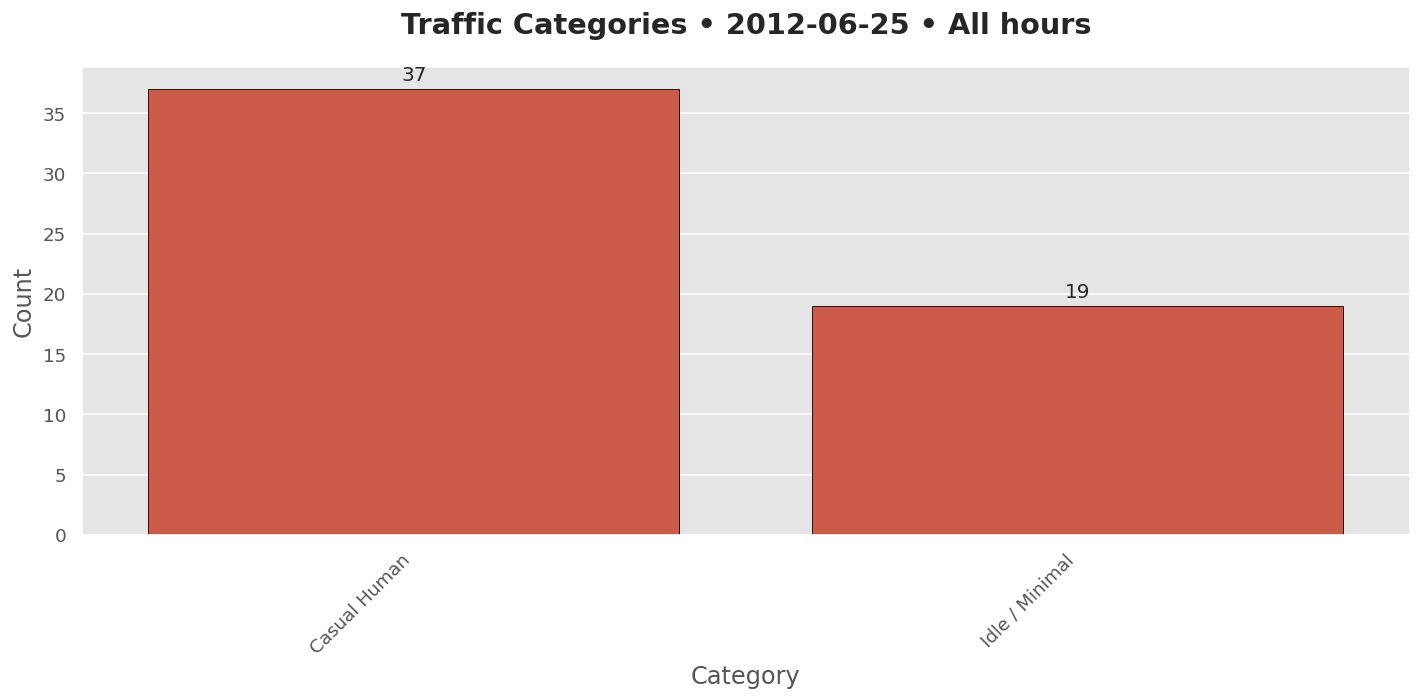 Traffic Categories • 2012-06-25 • All hours
37
19
35
30
25
20
15
10
5
0
Count
Casual Human
Idle / Minimal
Category